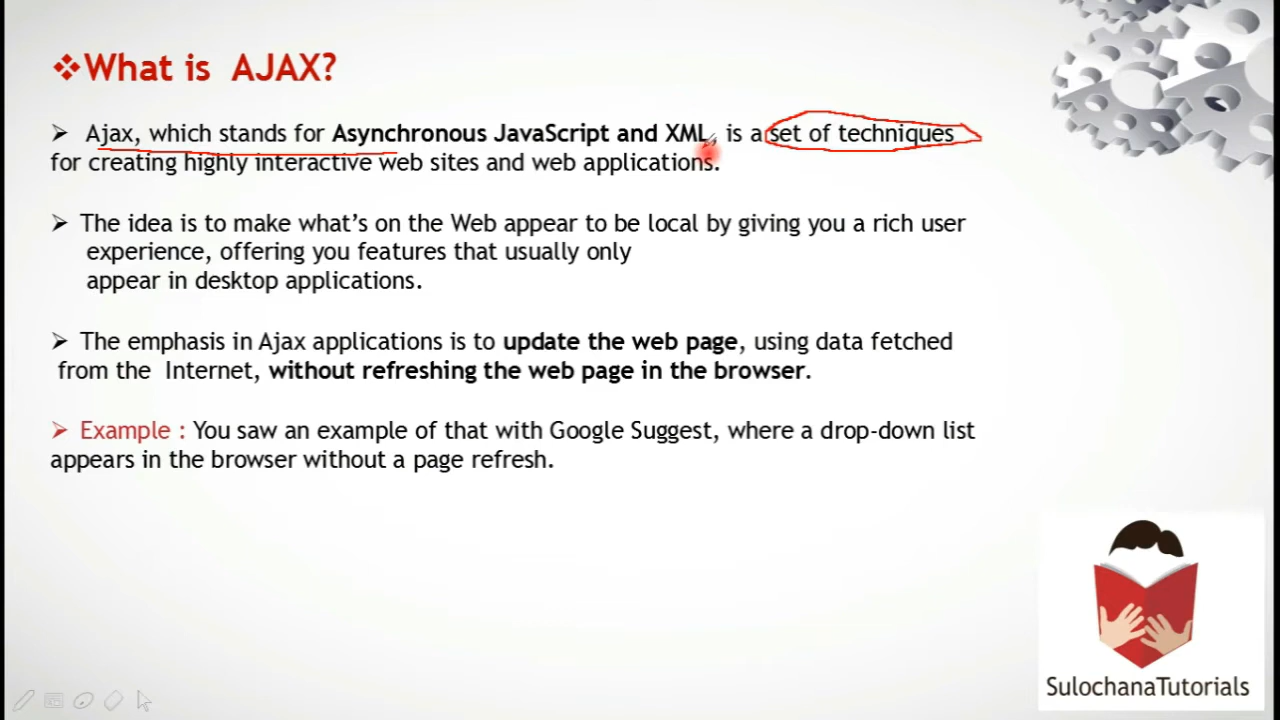 ❖What is AJAX?
➢ Ajax, which stands for Asynchronous JavaScript and XML, is a set of techniques
for creating highly interactive web sites and web applications.
➢ The idea is to make what’s on the Web appear to be local by giving you a rich user
experience, offering you features that usually only
appear in desktop applications.
➢ The emphasis in Ajax applications is to update the web page, using data fetched
from the Internet, without refreshing the web page in the browser.
➢ Example : You saw an example of that with Google Suggest, where a drop-down list
appears in the browser without a page refresh.
SulochanaTutorials